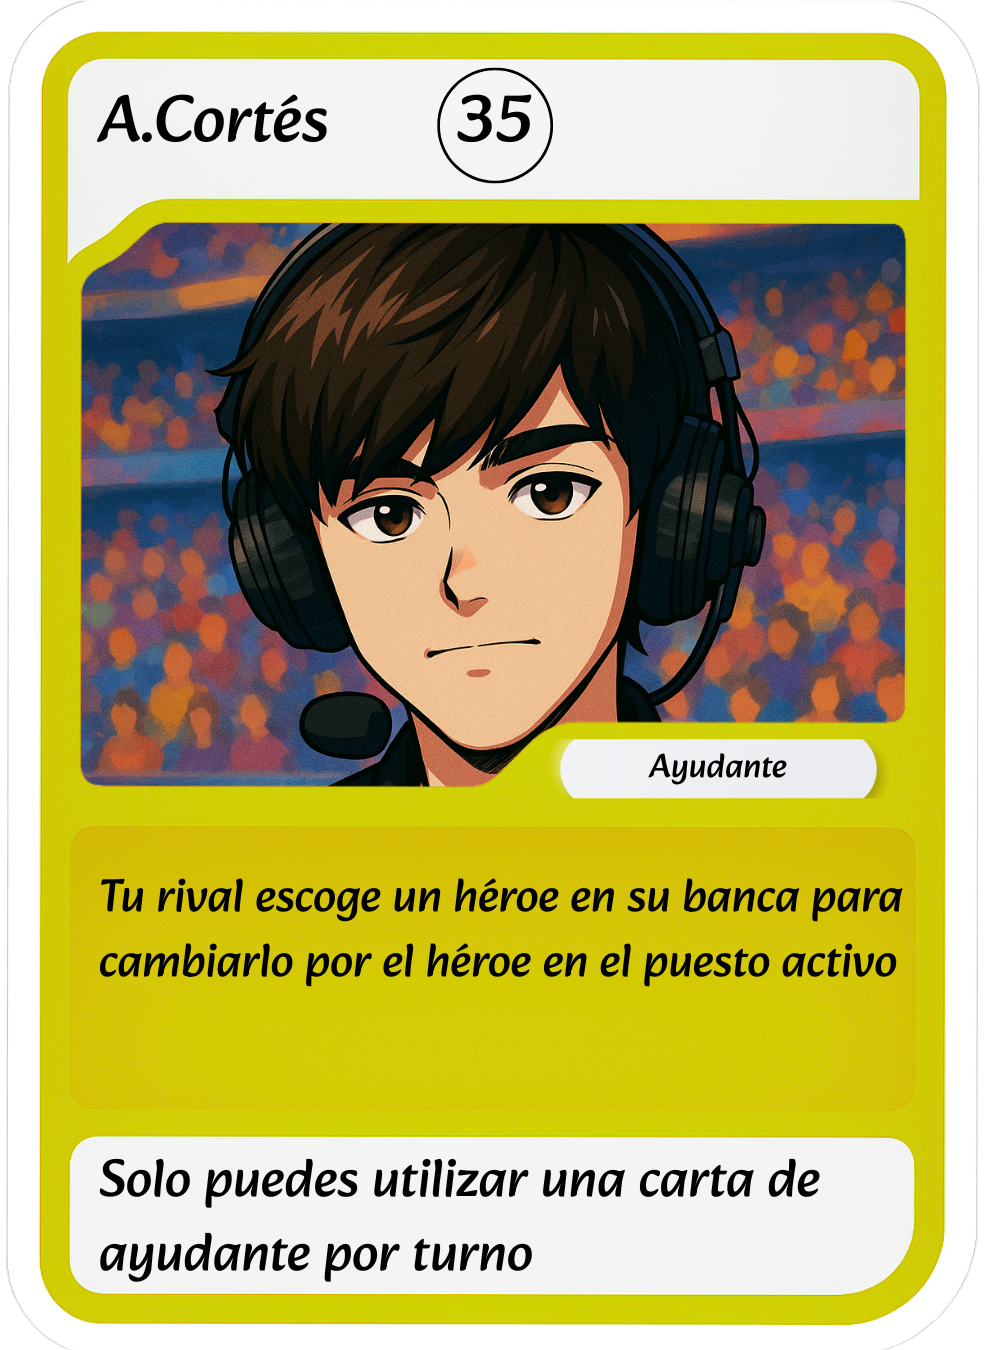 A.Cortés 35
Ayudante
Tu rival escoge un héroe en su banca para
cambiarlo por el héroe en el puesto activo
Solo puedes utilizar una carta de
ayudante por turno